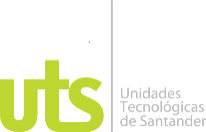 uts
Unidades
Tecnológicas
de Santander